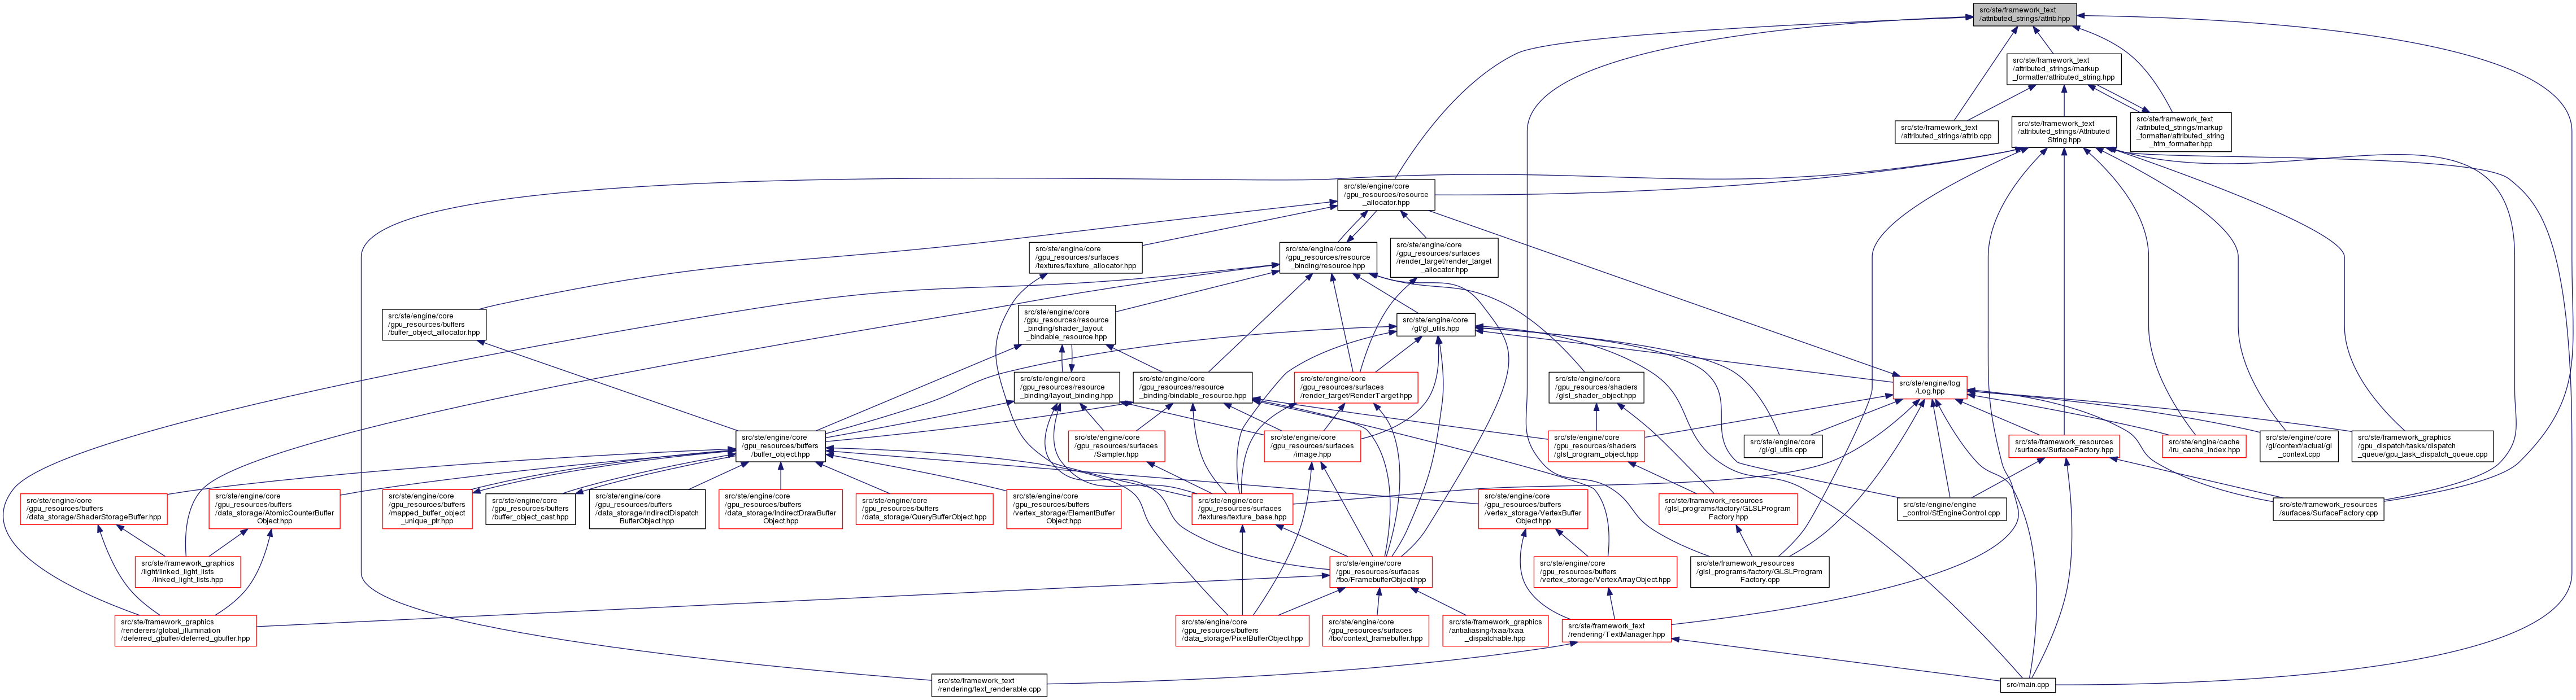 src/ste/framework_text
/attributed_strings/attrib.hpp
src/ste/framework_text
/attributed_strings/markup
_formatter/attributed_string.hpp
src/ste/framework_text
/attributed_strings/attrib.cpp
src/ste/framework_text
/attributed_strings/Attributed
String.hpp
src/ste/framework_text
/attributed_strings/markup
_formatter/attributed_string
_htm_formatter.hpp
src/ste/engine/core
/gpu_resources/resource
_allocator.hpp
src/ste/engine/core
/gpu_resources/surfaces
/textures/texture_allocator.hpp
src/ste/engine/core
/gpu_resources/resource
_binding/resource.hpp
src/ste/engine/core
/gpu_resources/surfaces
/render_target/render_target
_allocator.hpp
src/ste/engine/core
/gpu_resources/buffers
/buffer_object_allocator.hpp
src/ste/engine/core
/gpu_resources/resource
_binding/shader_layout
_bindable_resource.hpp
src/ste/engine/core
/gl/gl_utils.hpp
src/ste/engine/core
/gpu_resources/resource
_binding/layout_binding.hpp
src/ste/engine/core
/gpu_resources/resource
_binding/bindable_resource.hpp
src/ste/engine/core
/gpu_resources/surfaces
/render_target/RenderTarget.hpp
src/ste/engine/core
/gpu_resources/shaders
/glsl_shader_object.hpp
src/ste/engine/log
/Log.hpp
src/ste/engine/core
/gpu_resources/buffers
/buffer_object.hpp
src/ste/engine/core
/gpu_resources/surfaces
/Sampler.hpp
src/ste/engine/core
/gpu_resources/surfaces
/image.hpp
src/ste/engine/core
/gpu_resources/shaders
/glsl_program_object.hpp
src/ste/engine/core
/gl/gl_utils.cpp
src/ste/framework_resources
/surfaces/SurfaceFactory.hpp
src/ste/engine/cache
/lru_cache_index.hpp
src/ste/engine/core
/gl/context/actual/gl
_context.cpp
src/ste/framework_graphics
/gpu_dispatch/tasks/dispatch
_queue/gpu_task_dispatch_queue.cpp
src/ste/engine/core
/gpu_resources/buffers
/data_storage/ShaderStorageBuffer.hpp
src/ste/engine/core
/gpu_resources/buffers
/data_storage/AtomicCounterBuffer
Object.hpp
src/ste/engine/core
/gpu_resources/buffers
/mapped_buffer_object
_unique_ptr.hpp
src/ste/engine/core
/gpu_resources/buffers
/buffer_object_cast.hpp
src/ste/engine/core
/gpu_resources/buffers
/data_storage/IndirectDispatch
BufferObject.hpp
src/ste/engine/core
/gpu_resources/buffers
/data_storage/IndirectDrawBuffer
Object.hpp
src/ste/engine/core
/gpu_resources/buffers
/data_storage/QueryBufferObject.hpp
src/ste/engine/core
/gpu_resources/buffers
/vertex_storage/ElementBuffer
Object.hpp
src/ste/engine/core
/gpu_resources/surfaces
/textures/texture_base.hpp
src/ste/engine/core
/gpu_resources/buffers
/vertex_storage/VertexBuffer
Object.hpp
src/ste/framework_resources
/glsl_programs/factory/GLSLProgram
Factory.hpp
src/ste/engine/engine
_control/StEngineControl.cpp
src/ste/framework_resources
/surfaces/SurfaceFactory.cpp
src/ste/framework_graphics
/light/linked_light_lists
/linked_light_lists.hpp
src/ste/engine/core
/gpu_resources/surfaces
/fbo/FramebufferObject.hpp
src/ste/engine/core
/gpu_resources/buffers
/vertex_storage/VertexArrayObject.hpp
src/ste/framework_resources
/glsl_programs/factory/GLSLProgram
Factory.cpp
src/ste/framework_graphics
/renderers/global_illumination
/deferred_gbuffer/deferred_gbuffer.hpp
src/ste/engine/core
/gpu_resources/buffers
/data_storage/PixelBufferObject.hpp
src/ste/engine/core
/gpu_resources/surfaces
/fbo/context_framebuffer.hpp
src/ste/framework_graphics
/antialiasing/fxaa/fxaa
_dispatchable.hpp
src/ste/framework_text
/rendering/TextManager.hpp
src/ste/framework_text
/rendering/text_renderable.cpp
src/main.cpp